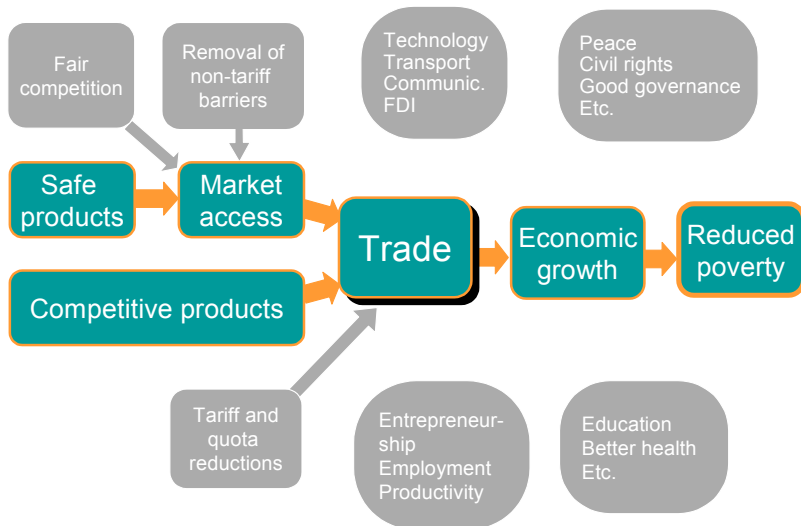 Fair
competition
Removal of
non-tariff
barriers
Technology
Transport
Communic.
FDI
Peace
Civil rights
Good governance
Etc.
Safe
products
Market
access
Trade
Economic
growth
Reduced
poverty
Competitive products
Tariff and
quota
reductions
Entrepreneur-
ship
Employment
Productivity
Education
Better health
Etc.